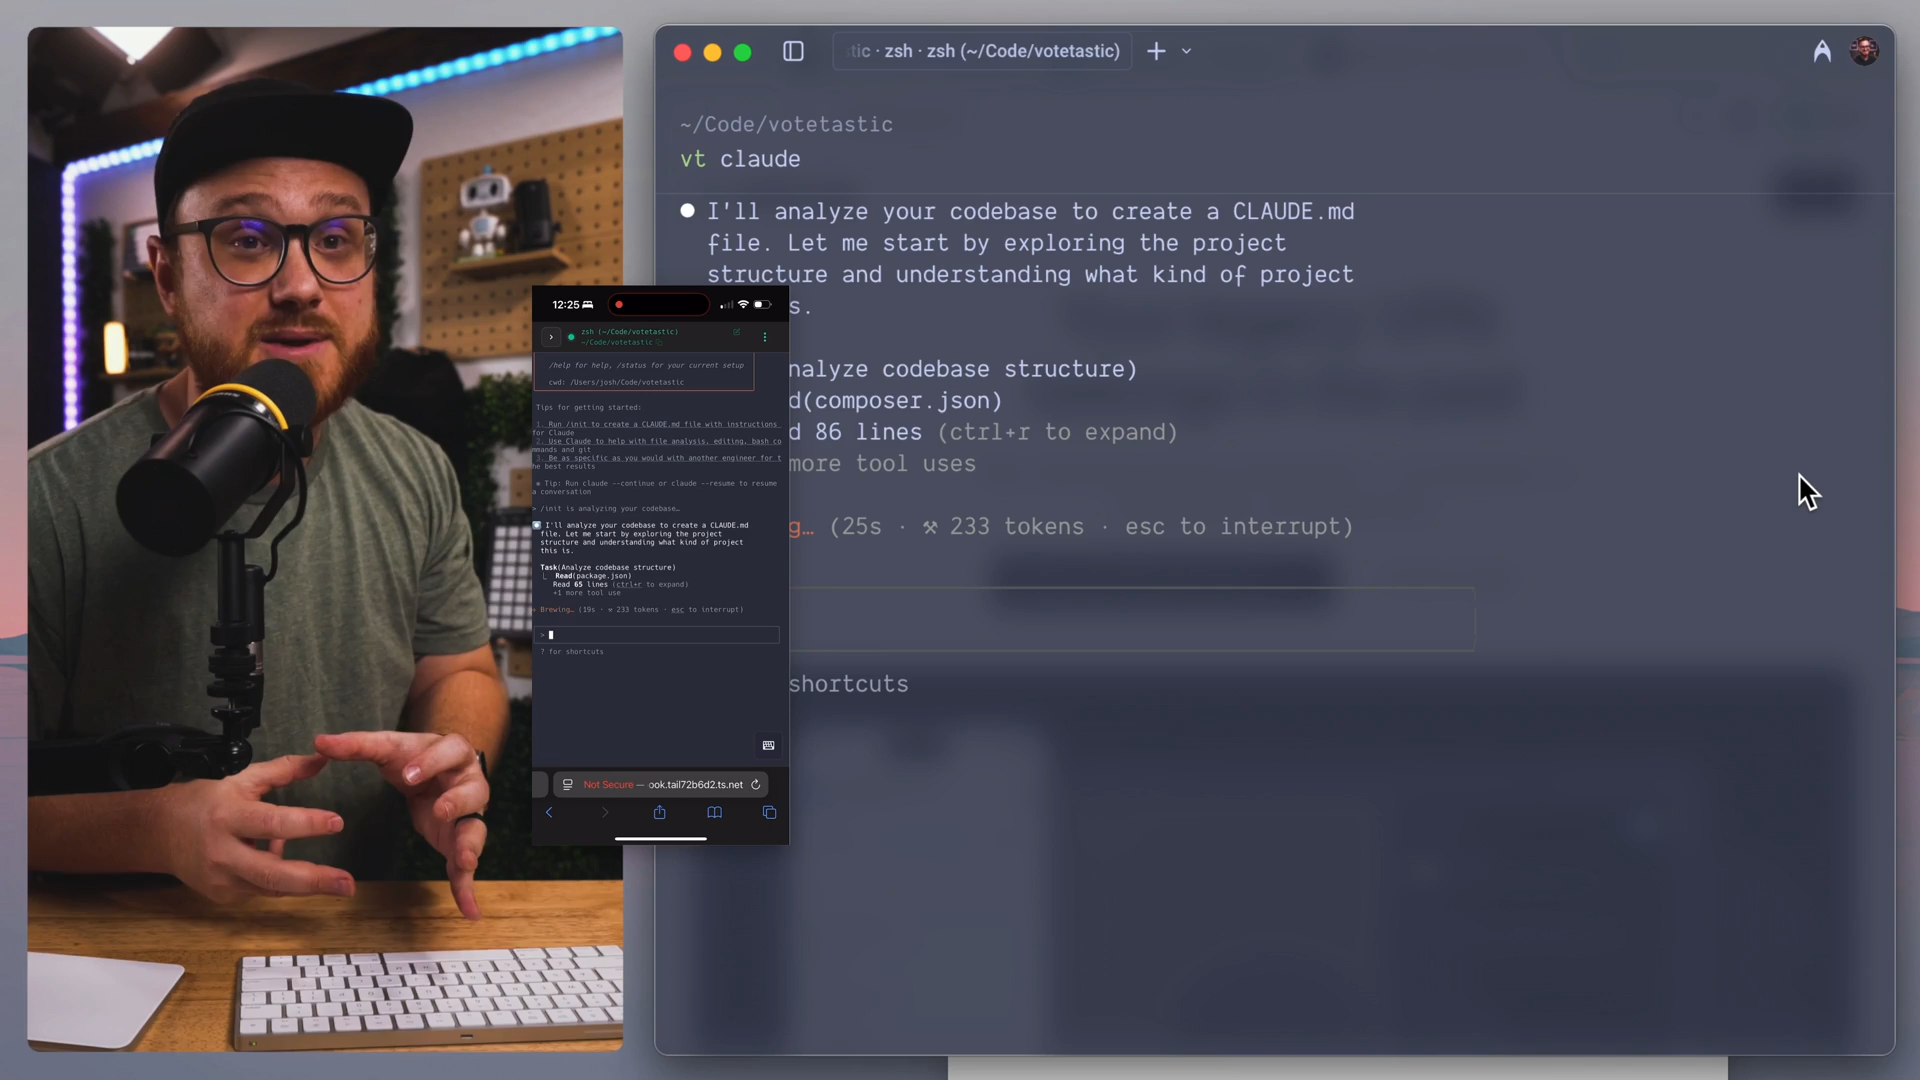 tic · zsh · zsh (~/Code/votetastic)
~/Code/votetastic
vt claude
I'll analyze your codebase to create a CLAUDE.md
file. Let me start by exploring the project
structure and understanding what kind of project
s.
nalyze codebase structure)
d(composer.json)
d 86 lines (ctrl+r to expand)
more tool uses
g… (25s · ⚒ 233 tokens · esc to interrupt)
shortcuts
12:25
zsh (~/Code/votetastic)
~/Code/votetastic
/help for help, /status for your current setup
cwd: /Users/josh/Code/votetastic
Tips for getting started:
1. Run /init to create a CLAUDE.md file with instructions
for Claude
2. Use Claude to help with file analysis, editing, bash co
mmands and git
3. Be as specific as you would with another engineer for t
he best results
※ Tip: Run claude --continue or claude --resume to resume
a conversation
> /init is analyzing your codebase…
I'll analyze your codebase to create a CLAUDE.md
file. Let me start by exploring the project
structure and understanding what kind of project
this is.
Task(Analyze codebase structure)
⎿ Read(package.json)
Read 65 lines (ctrl+r to expand)
+1 more tool use
Brewing… (19s · ⚒ 233 tokens · esc to interrupt)
>
? for shortcuts
Not Secure — ook.tail72b6d2.ts.net